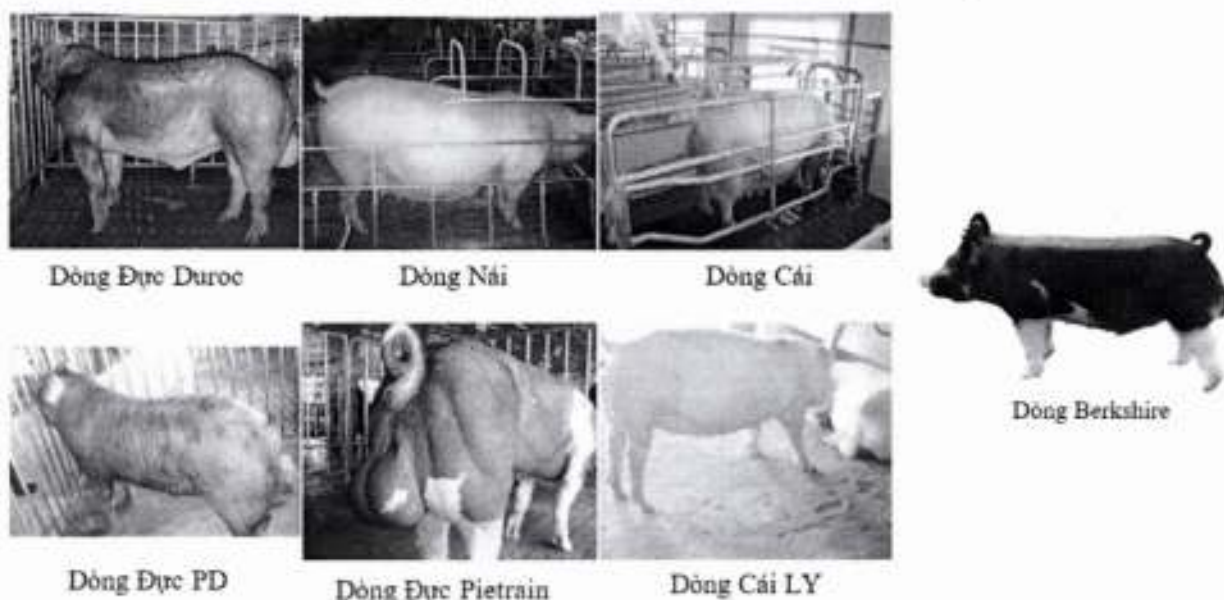 Dòng Đực Duroc
Dòng Nái
Dòng Cái
Dòng Berkshire
Dòng Đực PD
Dòng Đực Pietrain
Dòng Cái LY